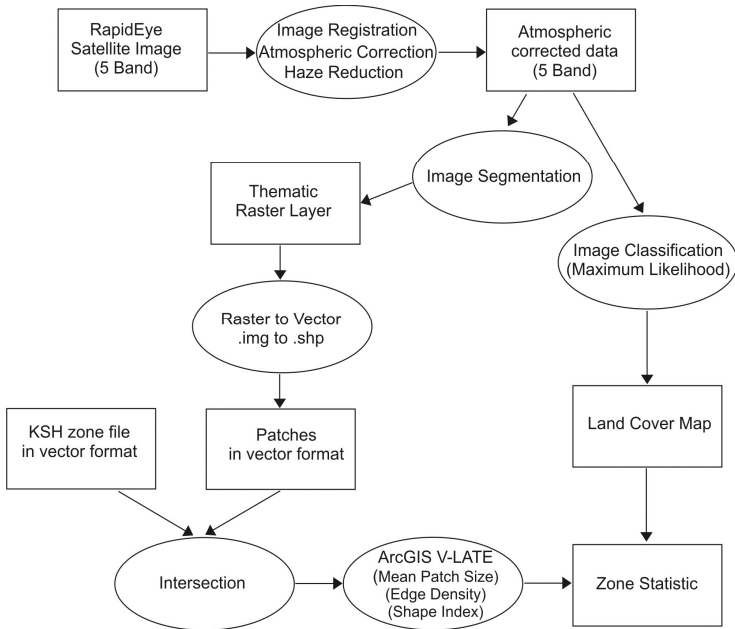 RapidEye
Satellite Image
(5 Band)
Image Registration
Atmospheric Correction
Haze Reduction
Atmospheric
corrected data
(5 Band)
Image Segmentation
Thematic
Raster Layer
Image Classification
(Maximum Likelihood)
Raster to Vector
.img to .shp
KSH zone file
in vector format
Patches
in vector format
Land Cover Map
Intersection
ArcGIS V-LATE
(Mean Patch Size)
(Edge Density)
(Shape Index)
Zone Statistic